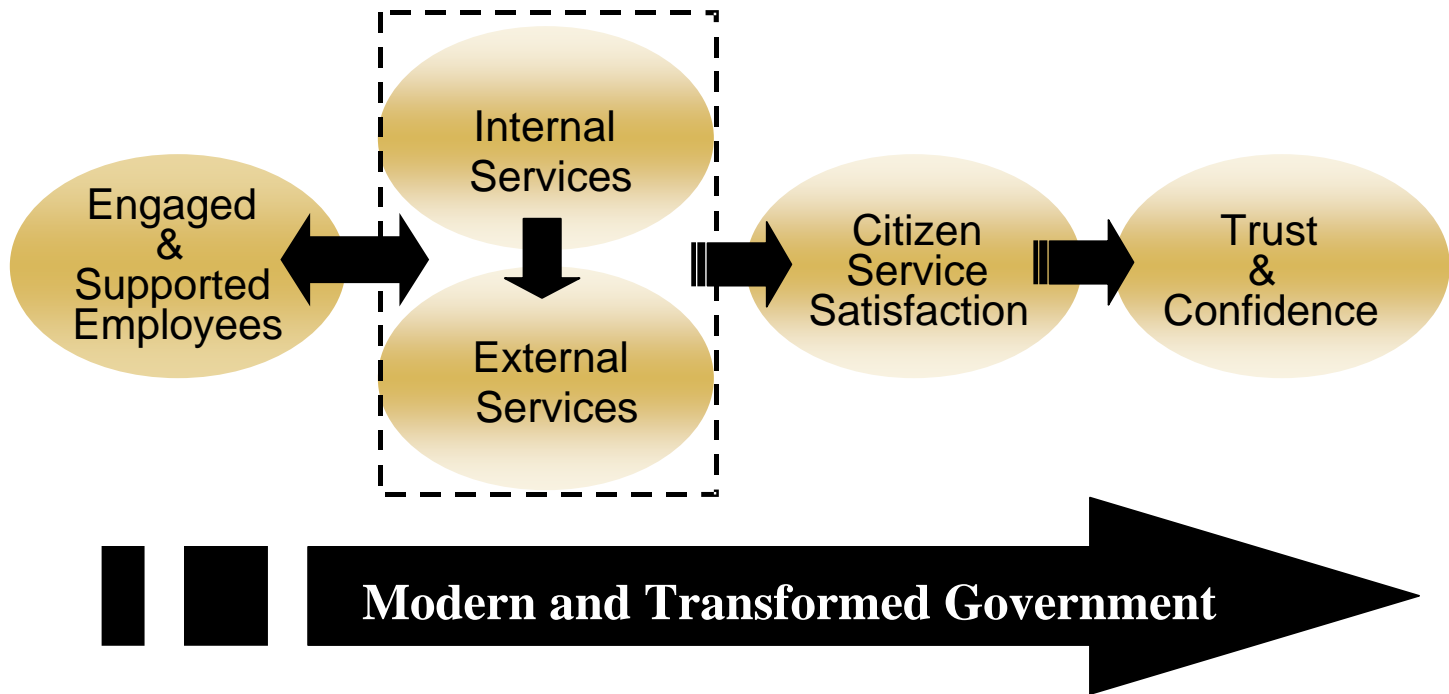 Engaged
&
Supported
Employees
Internal
Services
External
Services
Citizen
Service
Satisfaction
Trust
&
Confidence
Modern and Transformed Government